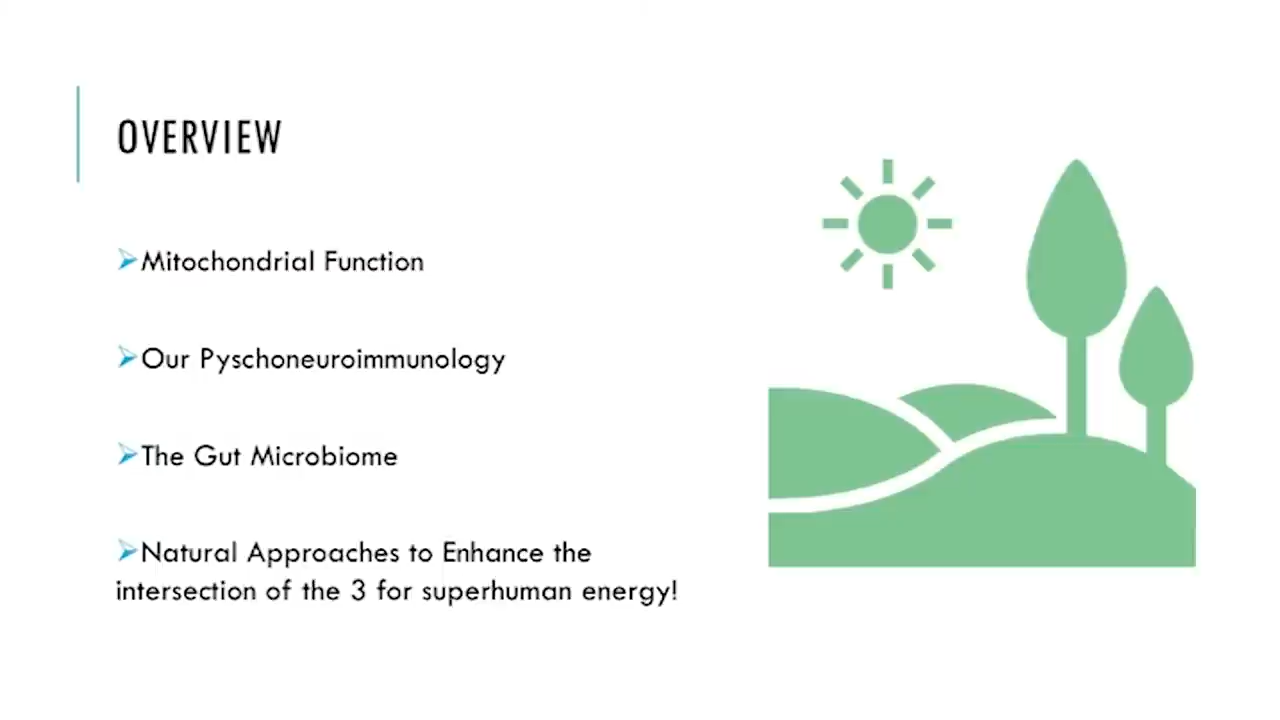 OVERVIEW
➢Mitochondrial Function
➢Our Pyschoneuroimmunology
➢The Gut Microbiome
➢Natural Approaches to Enhance the
intersection of the 3 for superhuman energy!